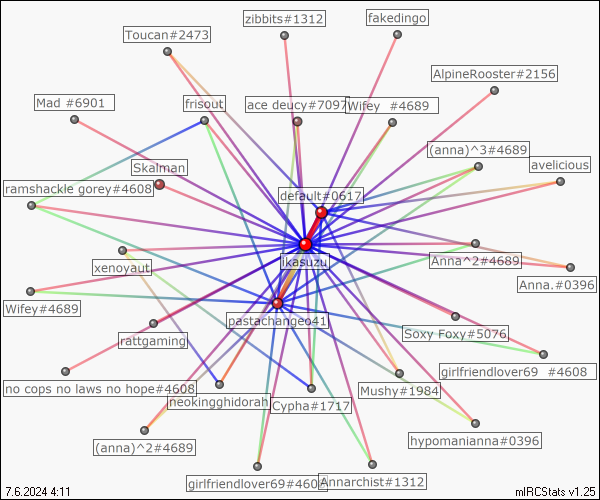 zibbits#1312
fakedingo
Toucan#2473
AlpineRooster#2156
Mad #6901
frisout
ace deucy#7097
Wifey  #4689
(anna)^3#4689
avelicious
Skalman
ramshackle gorey#4608
default#0617
ikasuzu
Anna^2#4689
xenoyaut
Anna.#0396
Wifey#4689
pastachangeo41
rattgaming
Soxy Foxy#5076
girlfriendlover69  #4608
no cops no laws no hope#4608
neokingghidorah
Cypha#1717
Mushy#1984
(anna)^2#4689
hypomanianna#0396
girlfriendlover69#4608
Annarchist#1312
7.6.2024 4:11
mIRCStats v1.25